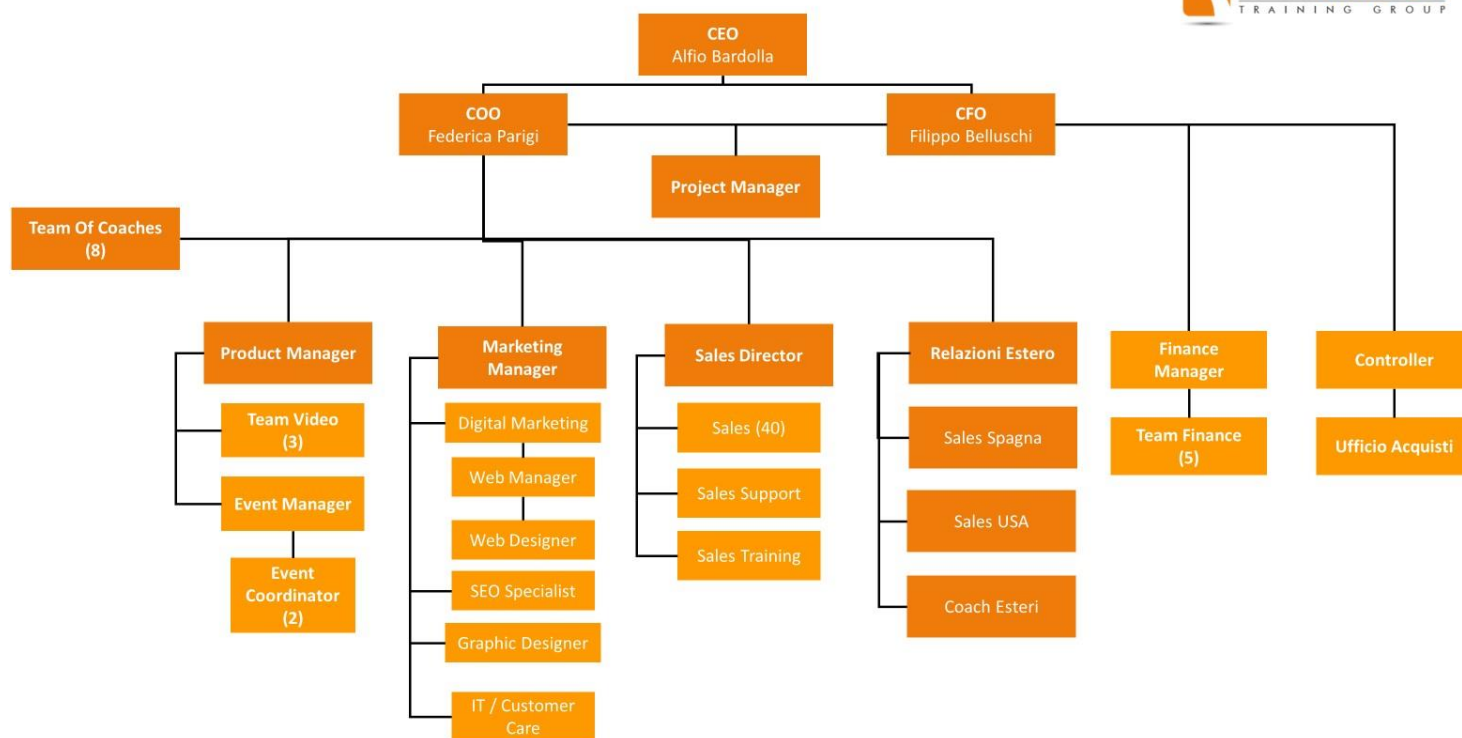 TRAINING GROUP
CEO
Alfio Bardolla
COO
Federica Parigi
CFO
Filippo Belluschi
Project Manager
Team Of Coaches
(8)
Product Manager
Team Video
(3)
Event Manager
Event
Coordinator
(2)
Marketing
Manager
Digital Marketing
Web Manager
Web Designer
SEO Specialist
Graphic Designer
IT / Customer
Care
Sales Director
Sales (40)
Sales Support
Sales Training
Relazioni Estero
Sales Spagna
Sales USA
Coach Esteri
Finance
Manager
Team Finance
(5)
Controller
Ufficio Acquisti